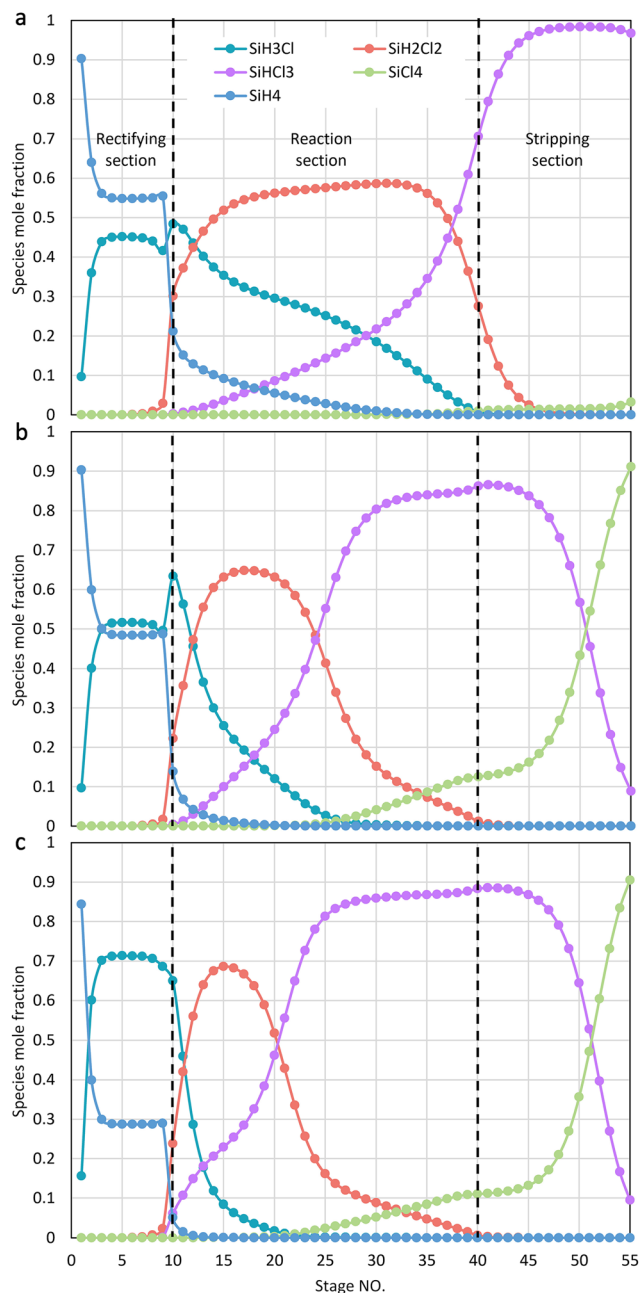 a
1
0.9
0.8
0.7
0.6
0.5
0.4
0.3
0.2
0.1
0
Species mole fraction
SiH3Cl
SiH2Cl2
SiHCl3
SiCl4
SiH4
Rectifying
section
Reaction
section
Stripping
section
b
1
0.9
0.8
0.7
0.6
0.5
0.4
0.3
0.2
0.1
0
Species mole fraction
c
1
0.9
0.8
0.7
0.6
0.5
0.4
0.3
0.2
0.1
0
Species mole fraction
0 5 10 15 20 25 30 35 40 45 50 55
Stage NO.